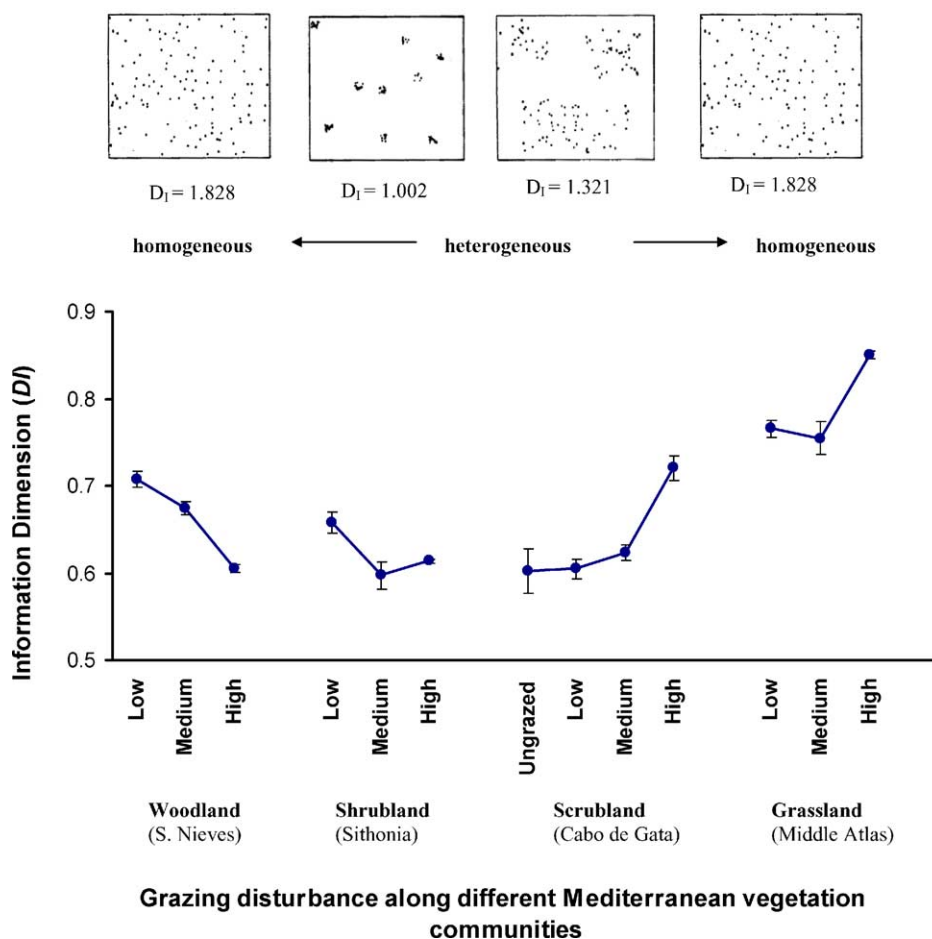 D_I = 1.828
D_I = 1.002
D_I = 1.321
D_I = 1.828
homogeneous
heterogeneous
homogeneous
Information Dimension (DI)
0.9
0.8
0.7
0.6
0.5
Low
Medium
High
Low
Medium
High
Ungrazed
Low
Medium
High
Low
Medium
High
Woodland
(S. Nieves)
Shrubland
(Sithonia)
Scrubland
(Cabo de Gata)
Grassland
(Middle Atlas)
Grazing disturbance along different Mediterranean vegetation
communities